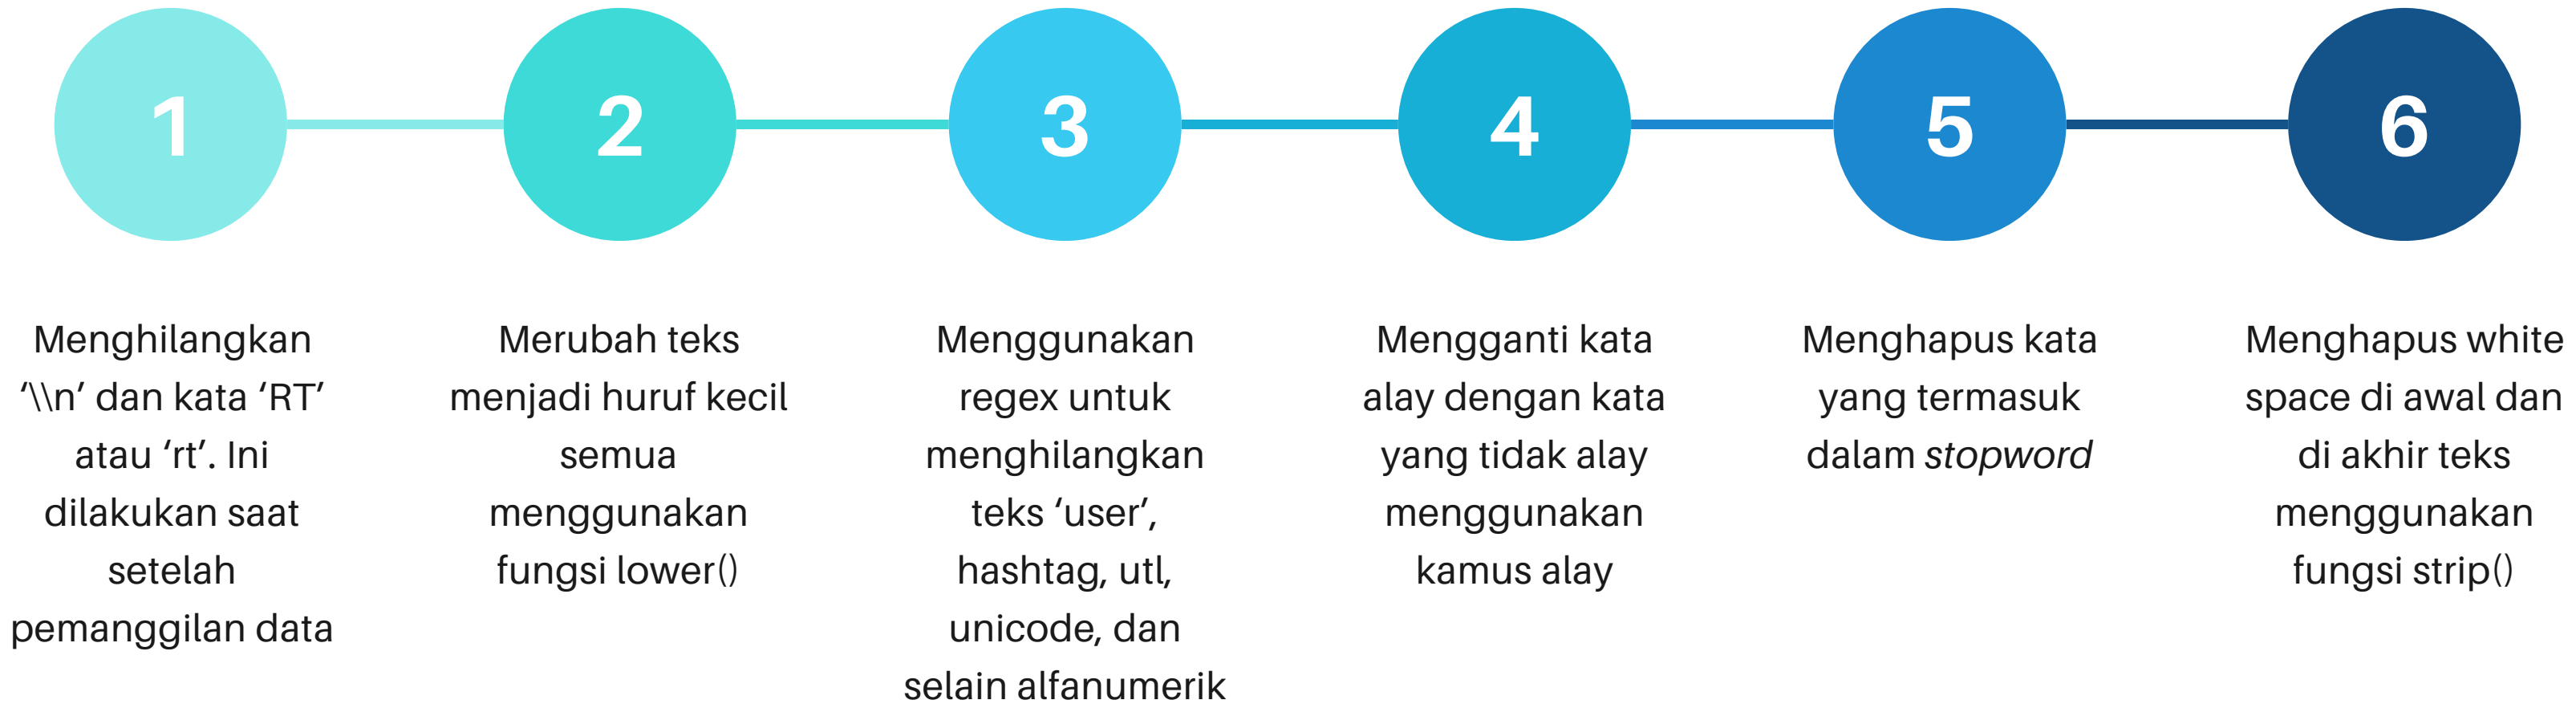 1
Menghilangkan
‘\\n’ dan kata ‘RT’
atau ‘rt’. Ini
dilakukan saat
setelah
pemanggilan data
2
Merubah teks
menjadi huruf kecil
semua
menggunakan
fungsi lower()
3
Menggunakan
regex untuk
menghilangkan
teks ‘user’,
hashtag, utl,
unicode, dan
selain alfanumerik
4
Mengganti kata
alay dengan kata
yang tidak alay
menggunakan
kamus alay
5
Menghapus kata
yang termasuk
dalam stopword
6
Menghapus white
space di awal dan
di akhir teks
menggunakan
fungsi strip()